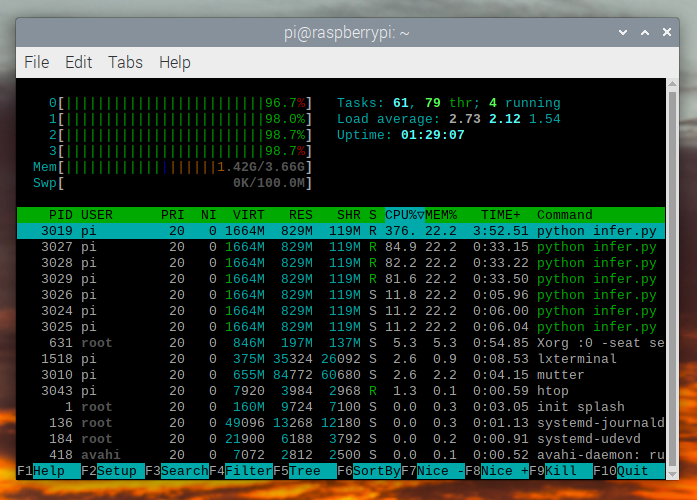 pi@raspberrypi: ~
File Edit Tabs Help
0[|||||||||||||||||||||||||96.7%] Tasks: 61, 79 thr; 4 running
1[|||||||||||||||||||||||||98.0%] Load average: 2.73 2.12 1.54
2[|||||||||||||||||||||||||98.7%] Uptime: 01:29:07
3[|||||||||||||||||||||||||98.7%]
Mem[|||||||||||||||||||1.42G/3.66G]
Swp[ 0K/100.0M]
PID USER PRI NI VIRT RES SHR S CPU%▽MEM% TIME+ Command
3019 pi 20 0 1664M 829M 119M R 376. 22.2 3:52.51 python infer.py
3027 pi 20 0 1664M 829M 119M R 84.9 22.2 0:33.15 python infer.py
3028 pi 20 0 1664M 829M 119M R 82.2 22.2 0:33.22 python infer.py
3029 pi 20 0 1664M 829M 119M R 81.6 22.2 0:33.50 python infer.py
3026 pi 20 0 1664M 829M 119M S 11.8 22.2 0:05.96 python infer.py
3024 pi 20 0 1664M 829M 119M S 11.2 22.2 0:06.00 python infer.py
3025 pi 20 0 1664M 829M 119M S 11.2 22.2 0:06.04 python infer.py
631 root 20 0 846M 197M 137M S 5.3 5.3 0:54.85 Xorg :0 -seat se
1518 pi 20 0 375M 35324 26092 S 2.6 0.9 0:08.53 lxterminal
3010 pi 20 0 655M 84772 60680 S 2.6 2.2 0:04.15 mutter
3043 pi 20 0 7920 3984 2968 R 1.3 0.1 0:00.59 htop
1 root 20 0 160M 9724 7100 S 0.0 0.3 0:03.05 init splash
136 root 20 0 49096 13268 12180 S 0.0 0.3 0:01.13 systemd-journald
184 root 20 0 21900 6188 3792 S 0.0 0.2 0:00.91 systemd-udevd
418 avahi 20 0 7072 2812 2500 S 0.0 0.1 0:00.52 avahi-daemon: ru
F1Help F2Setup F3SearchF4FilterF5Tree F6SortByF7Nice -F8Nice +F9Kill F10Quit